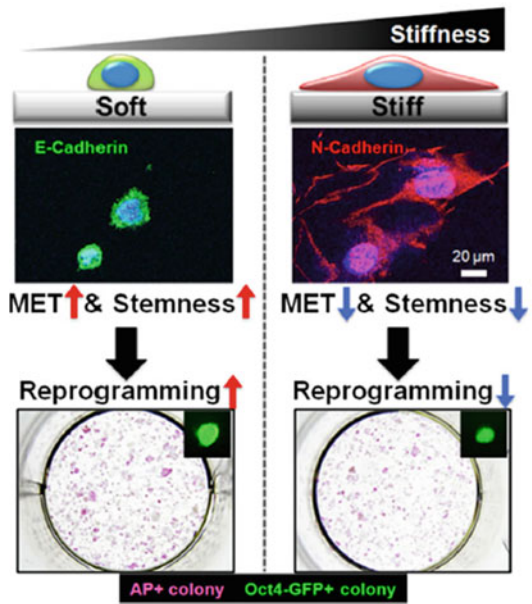 Stiffness
Soft
Stiff
E-Cadherin
N-Cadherin
20 µm
MET & Stemness
MET & Stemness
Reprogramming
Reprogramming
AP+ colony Oct4-GFP+ colony